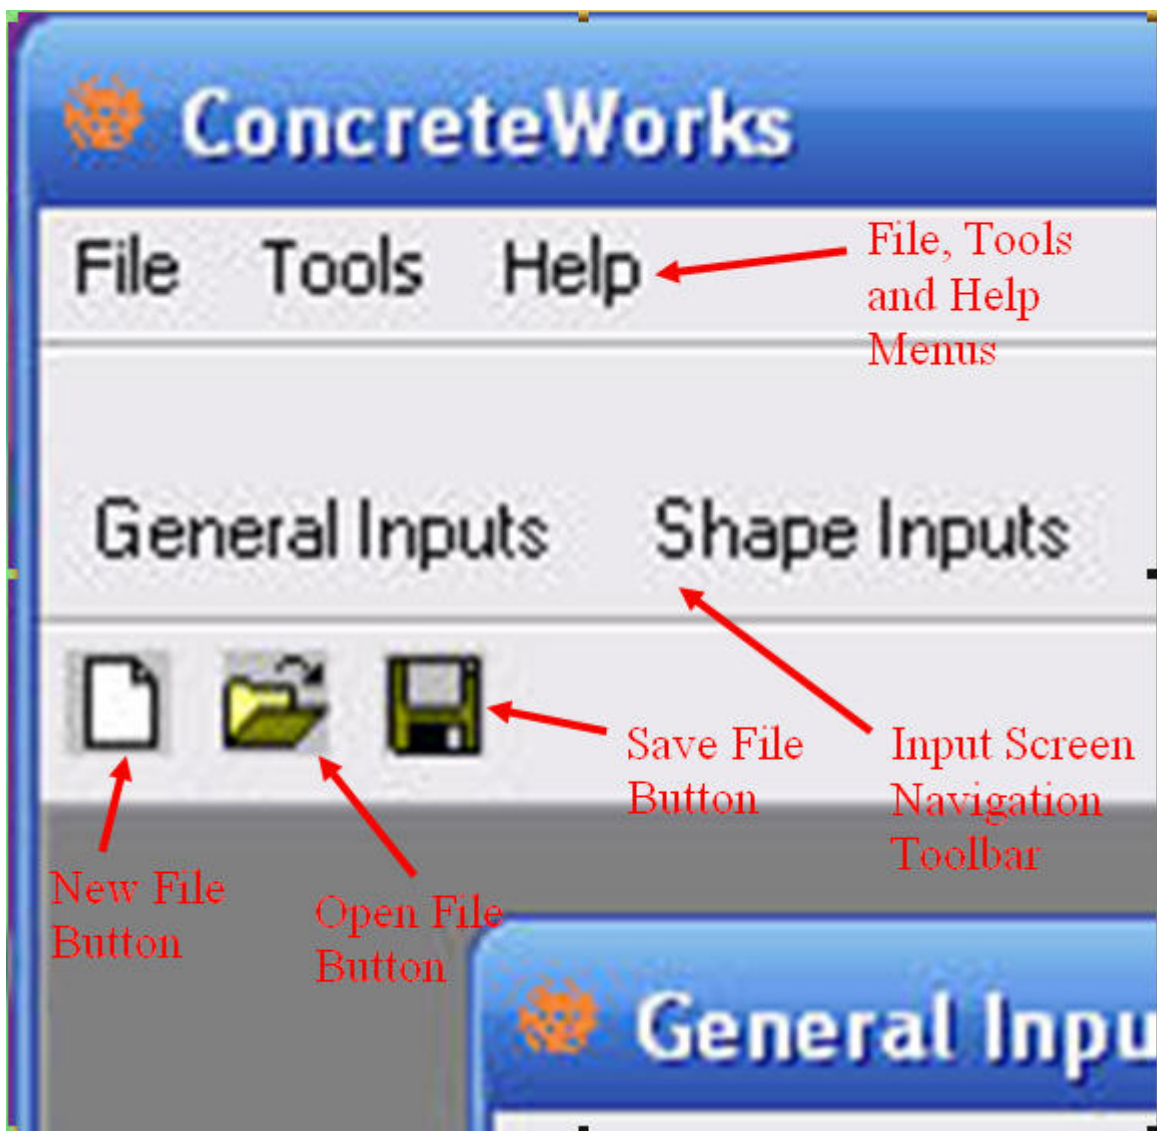 ConcreteWorks
File Tools Help
File, Tools
and Help
Menus
General Inputs Shape Inputs
Save File
Button
Input Screen
Navigation
Toolbar
New File
Button
Open File
Button
General Inpu